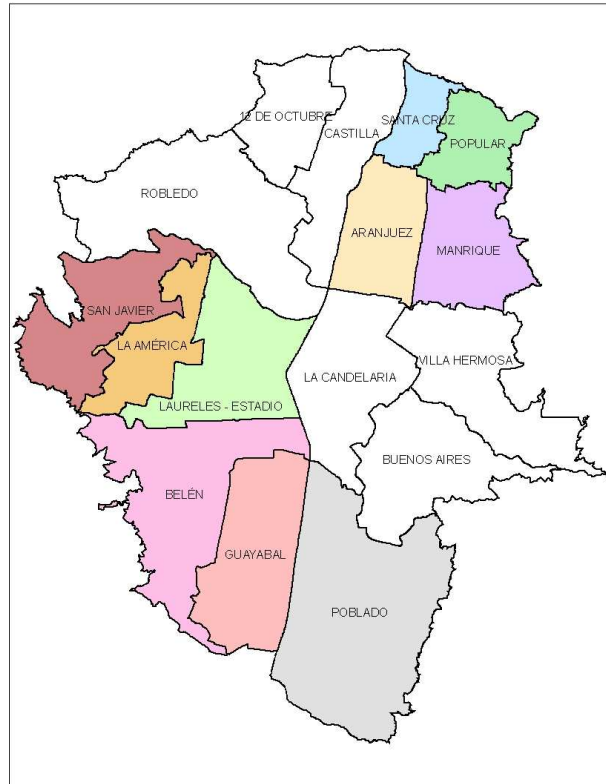 12 DE OCTUBRE
SANTA CRUZ
CASTILLA
POPULAR
ROBLEDO
ARANJUEZ
MANRIQUE
SAN JAVIER
LA AMÉRICA
VILLA HERMOSA
LA CANDELARIA
LAURELES - ESTADIO
BUENOS AIRES
BELÉN
GUAYABAL
POBLADO